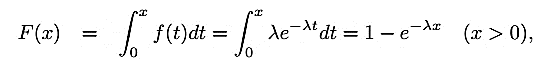 F(x) = ∫₀ˣ f(t)dt = ∫₀ˣ λe^{−λt}dt = 1 − e^{−λx} (x > 0),